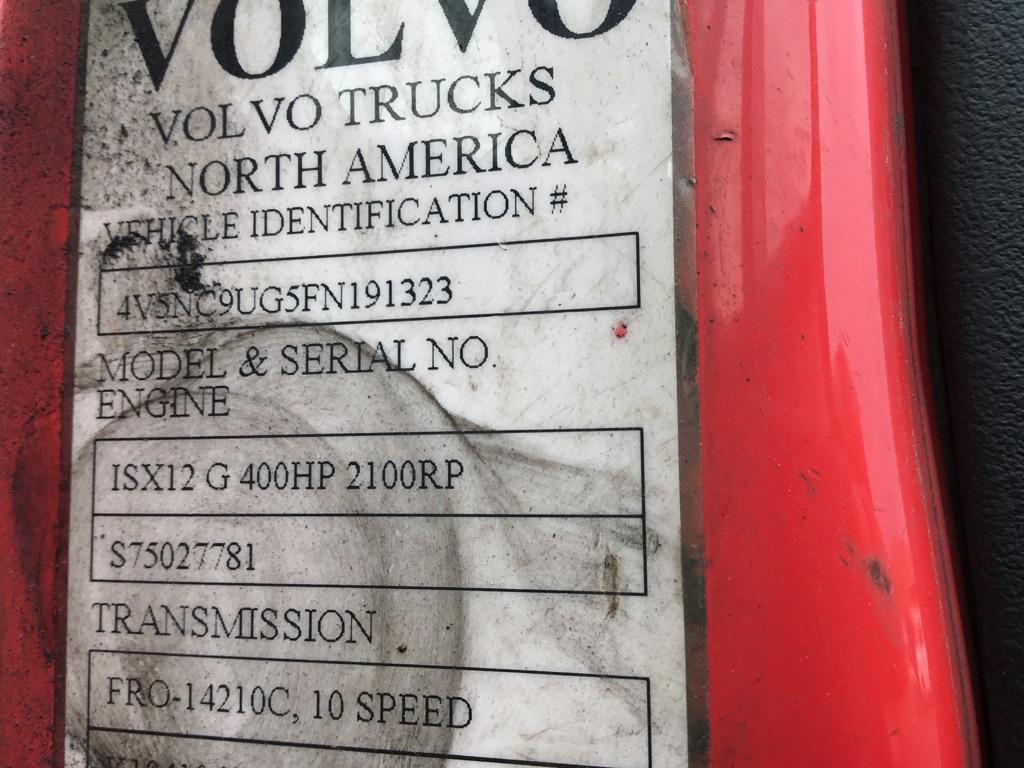 VOLVO
VOLVO TRUCKS
NORTH AMERICA
VEHICLE IDENTIFICATION #
4V5NC9UG5FN191323
MODEL & SERIAL NO.
ENGINE
ISX12 G 400HP 2100RP
S75027781
TRANSMISSION
FRO-14210C, 10 SPEED